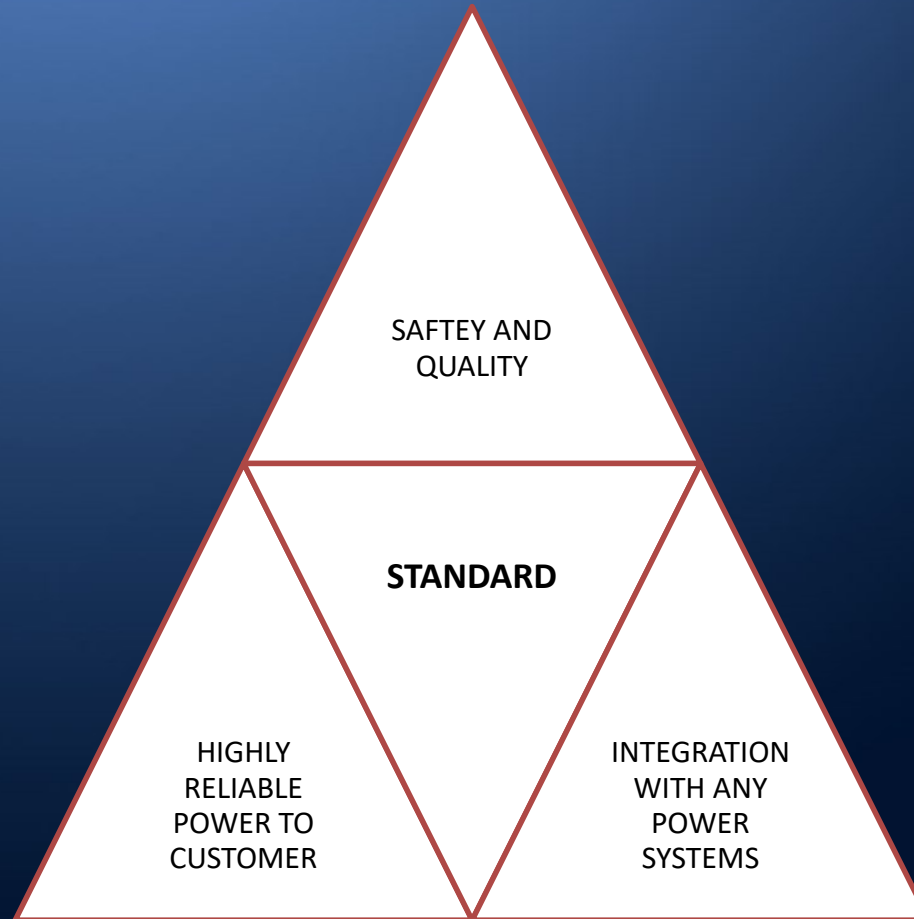 SAFTEY AND
QUALITY
STANDARD
HIGHLY
RELIABLE
POWER TO
CUSTOMER
INTEGRATION
WITH ANY
POWER
SYSTEMS